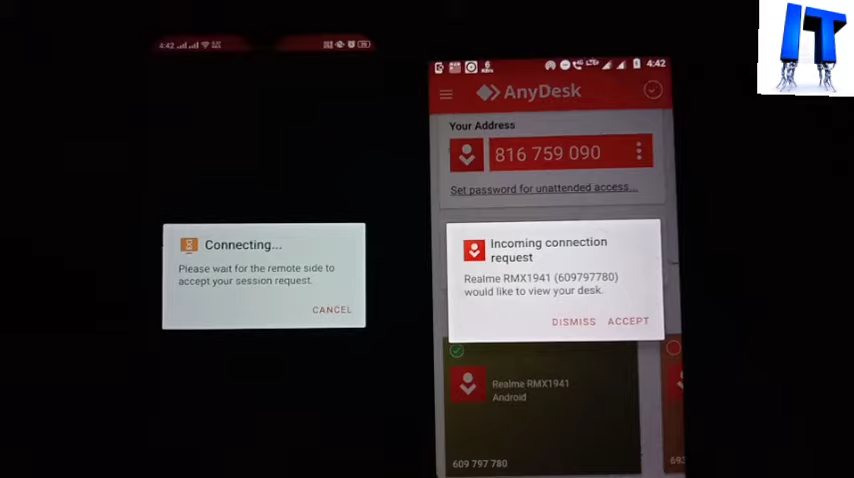 4:42
Connecting...
Please wait for the remote side to
accept your session request.
CANCEL
4:42
AnyDesk
Your Address
816 759 090
Set password for unattended access...
Incoming connection
request
Realme RMX1941 (609797780)
would like to view your desk.
DISMISS ACCEPT
Realme RMX1941
Android
609 797 780
693
IT